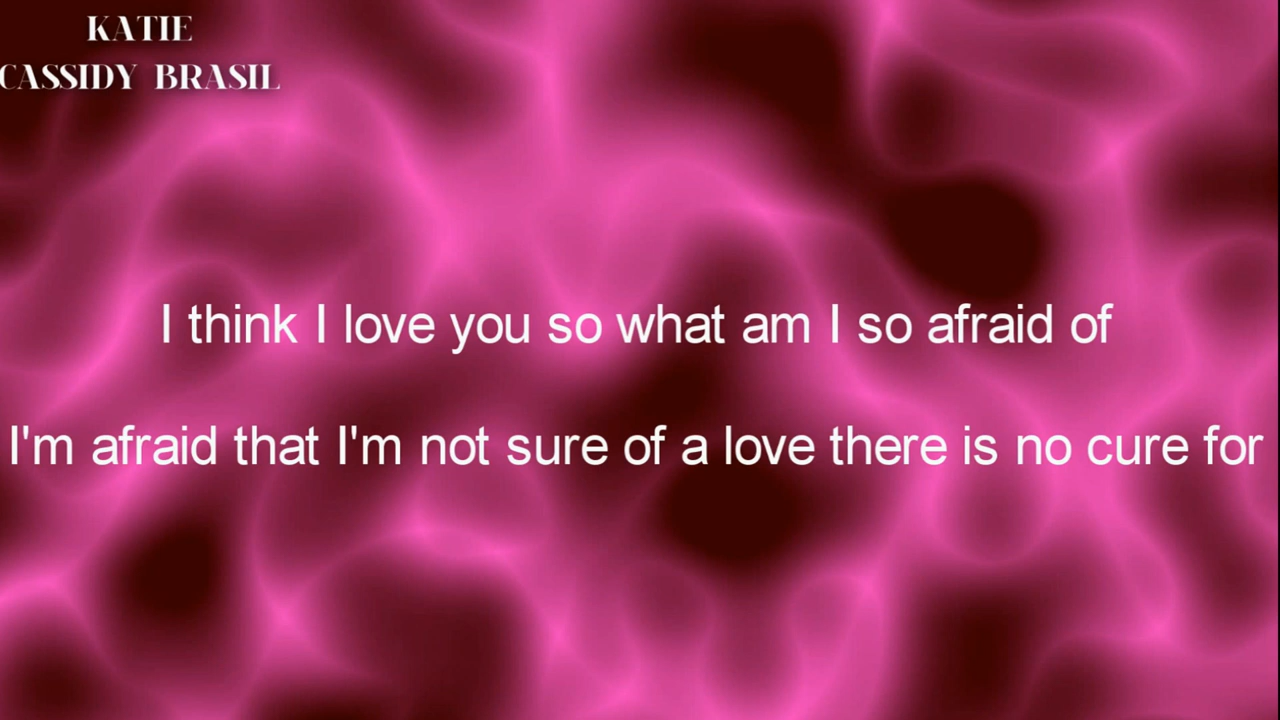 KATIE
CASSIDY BRASIL
I think I love you so what am I so afraid of
I'm afraid that I'm not sure of a love there is no cure for